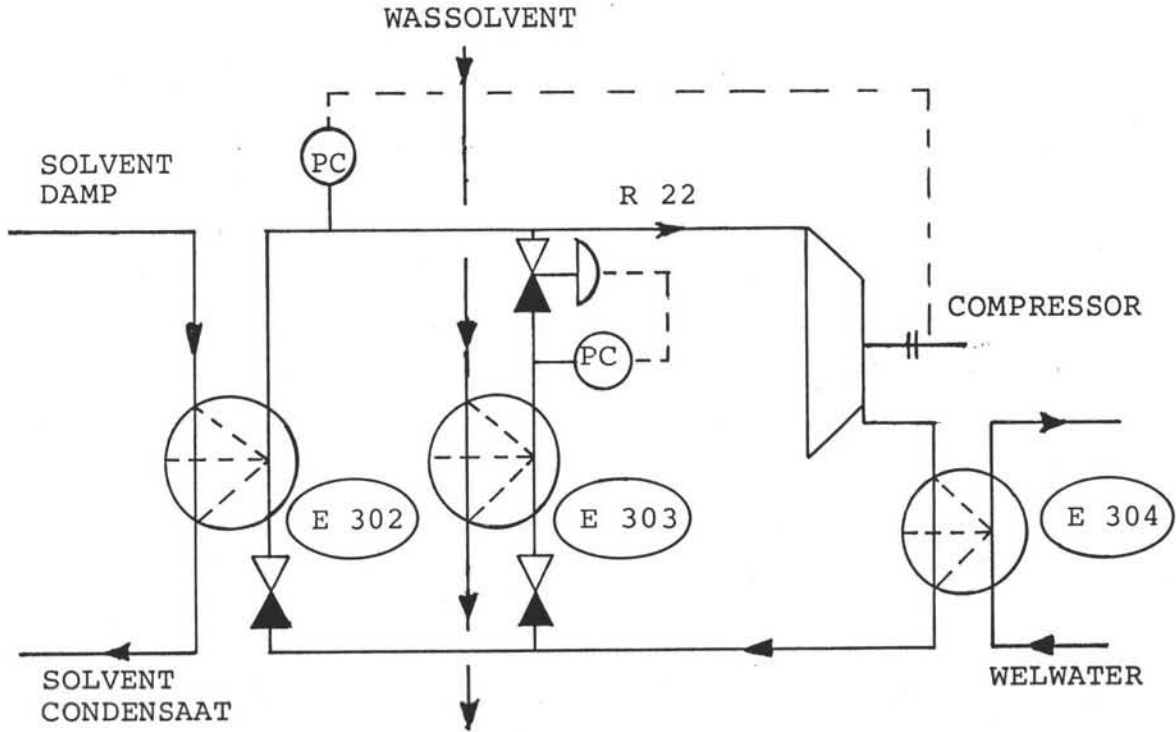 WASSOLVENT
PC
SOLVENT
DAMP
R 22
COMPRESSOR
PC
E 302
E 303
E 304
SOLVENT
CONDENSAAT
WELWATER